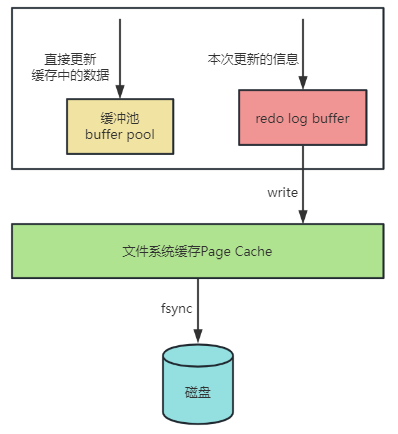 直接更新
缓存中的数据
本次更新的信息
缓冲池
buffer pool
redo log buffer
write
文件系统缓存Page Cache
fsync
磁盘